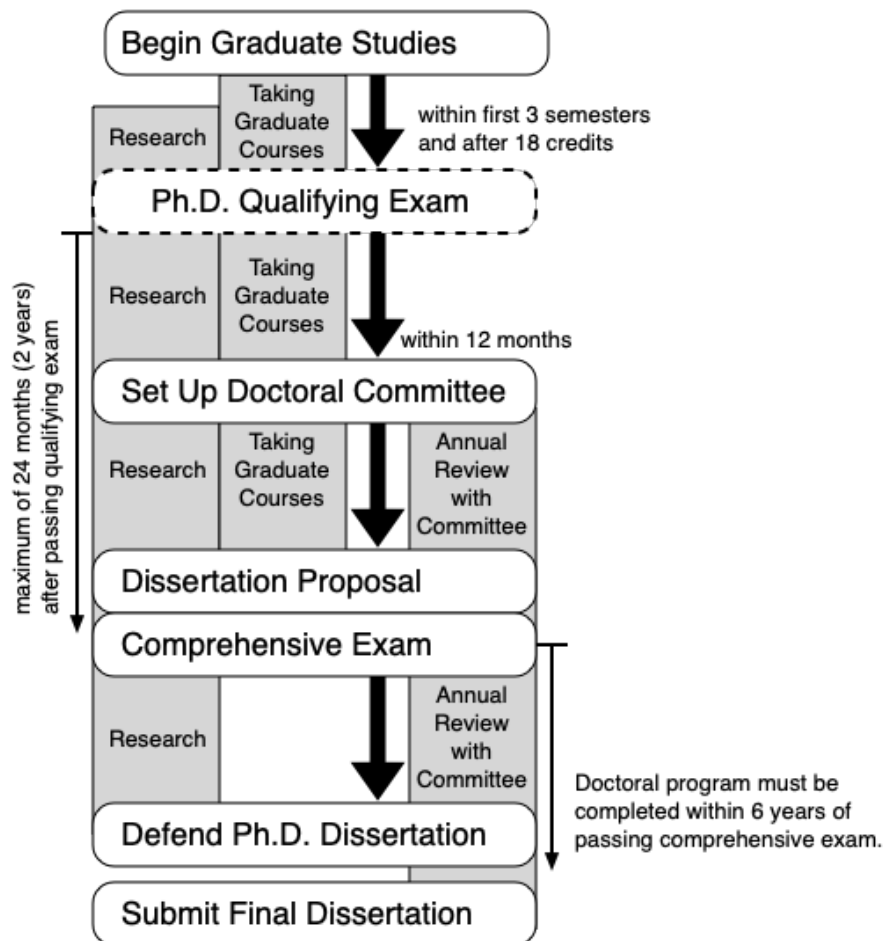 Begin Graduate Studies
Research
Taking
Graduate
Courses
within first 3 semesters
and after 18 credits
Ph.D. Qualifying Exam
maximum of 24 months (2 years)
after passing qualifying exam
Research
Taking
Graduate
Courses
within 12 months
Set Up Doctoral Committee
Research
Taking
Graduate
Courses
Annual
Review
with
Committee
Dissertation Proposal
Comprehensive Exam
Research
Annual
Review
with
Committee
Doctoral program must be
completed within 6 years of
passing comprehensive exam.
Defend Ph.D. Dissertation
Submit Final Dissertation